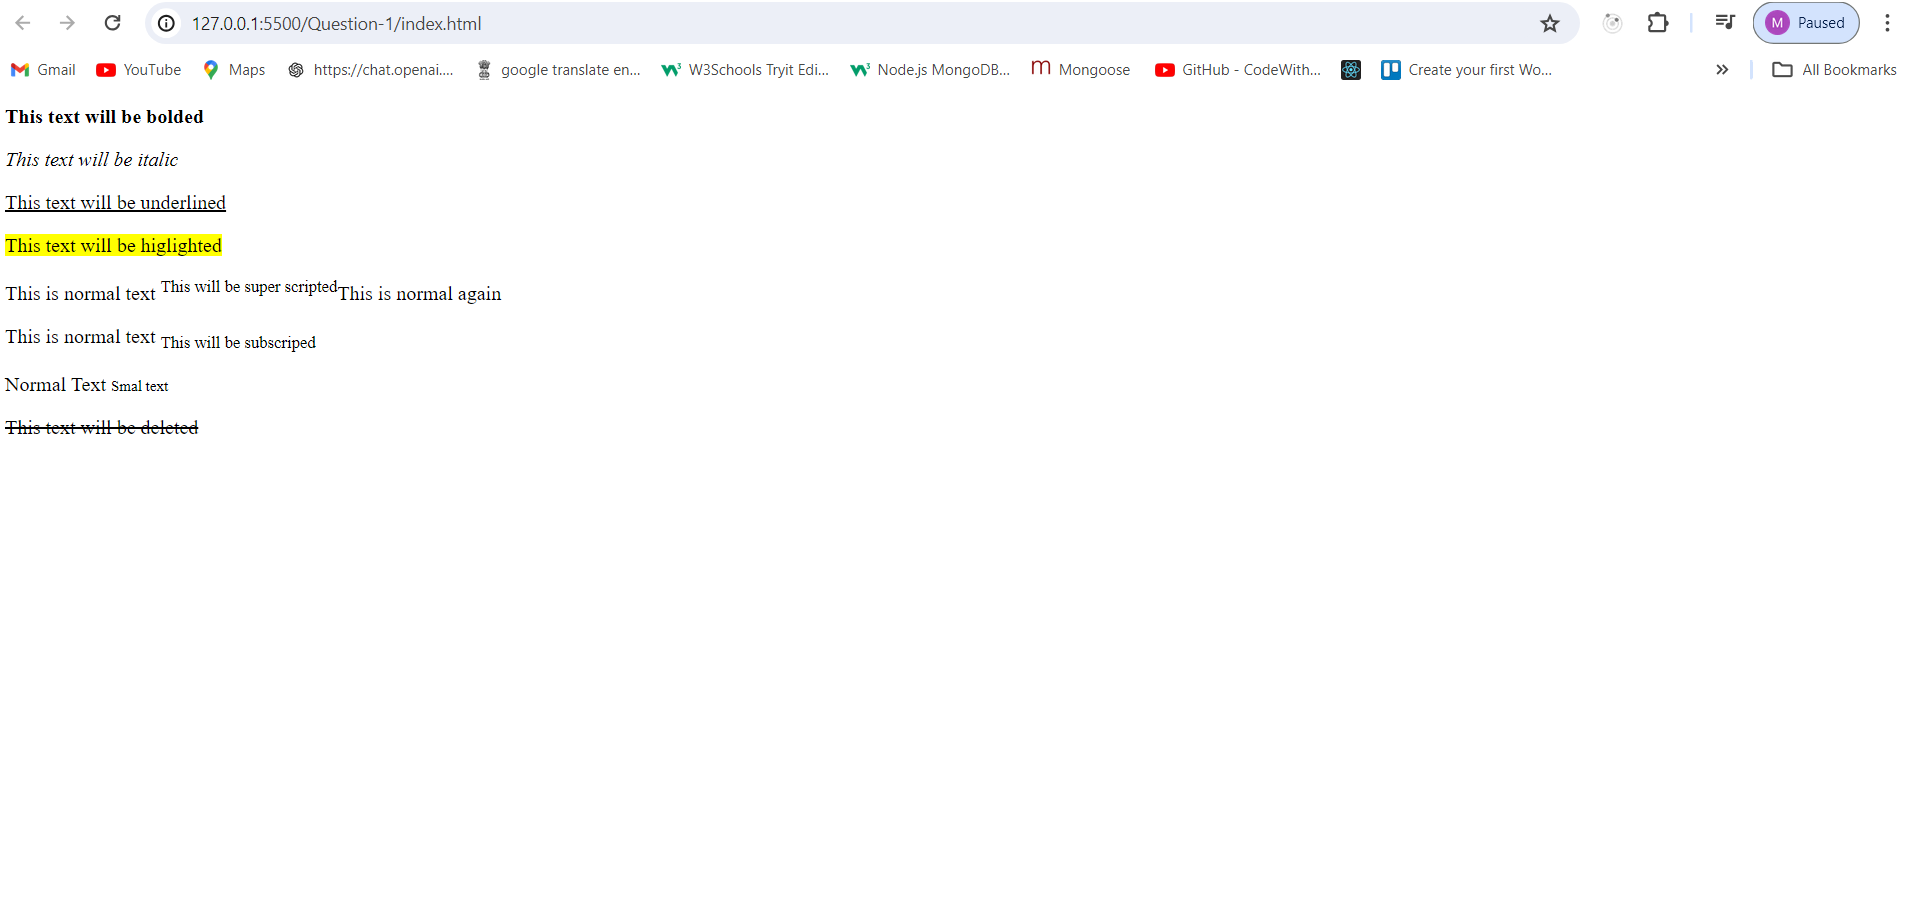 127.0.0.1:5500/Question-1/index.html M Paused
Gmail YouTube Maps https://chat.openai.... google translate en... W3Schools Tryit Edi... Node.js MongoDB... m Mongoose GitHub - CodeWith... Create your first Wo... » All Bookmarks
This text will be bolded
This text will be italic
This text will be underlined
This text will be higlighted
This is normal text This will be super scriptedThis is normal again
This is normal text This will be subscriped
Normal Text Smal text
This text will be deleted